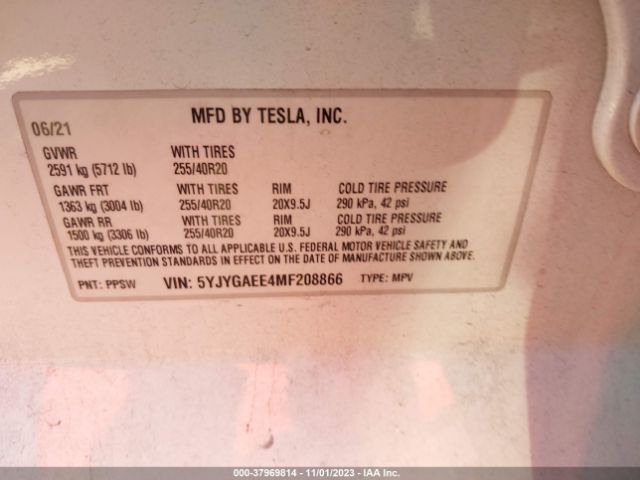 MFD BY TESLA, INC.
06/21
GVWR WITH TIRES
2591 kg (5712 lb) 255/40R20
GAWR FRT WITH TIRES RIM COLD TIRE PRESSURE
1363 kg (3004 lb) 255/40R20 20X9.5J 290 kPa, 42 psi
GAWR RR WITH TIRES RIM COLD TIRE PRESSURE
1500 kg (3306 lb) 255/40R20 20X9.5J 290 kPa, 42 psi
THIS VEHICLE CONFORMS TO ALL APPLICABLE U.S. FEDERAL MOTOR VEHICLE SAFETY AND
THEFT PREVENTION STANDARDS IN EFFECT ON THE DATE OF MANUFACTURE SHOWN ABOVE.
PNT: PPSW VIN: 5YJYGAEE4MF208866 TYPE: MPV
000-37969814 - 11/01/2023 - IAA Inc.